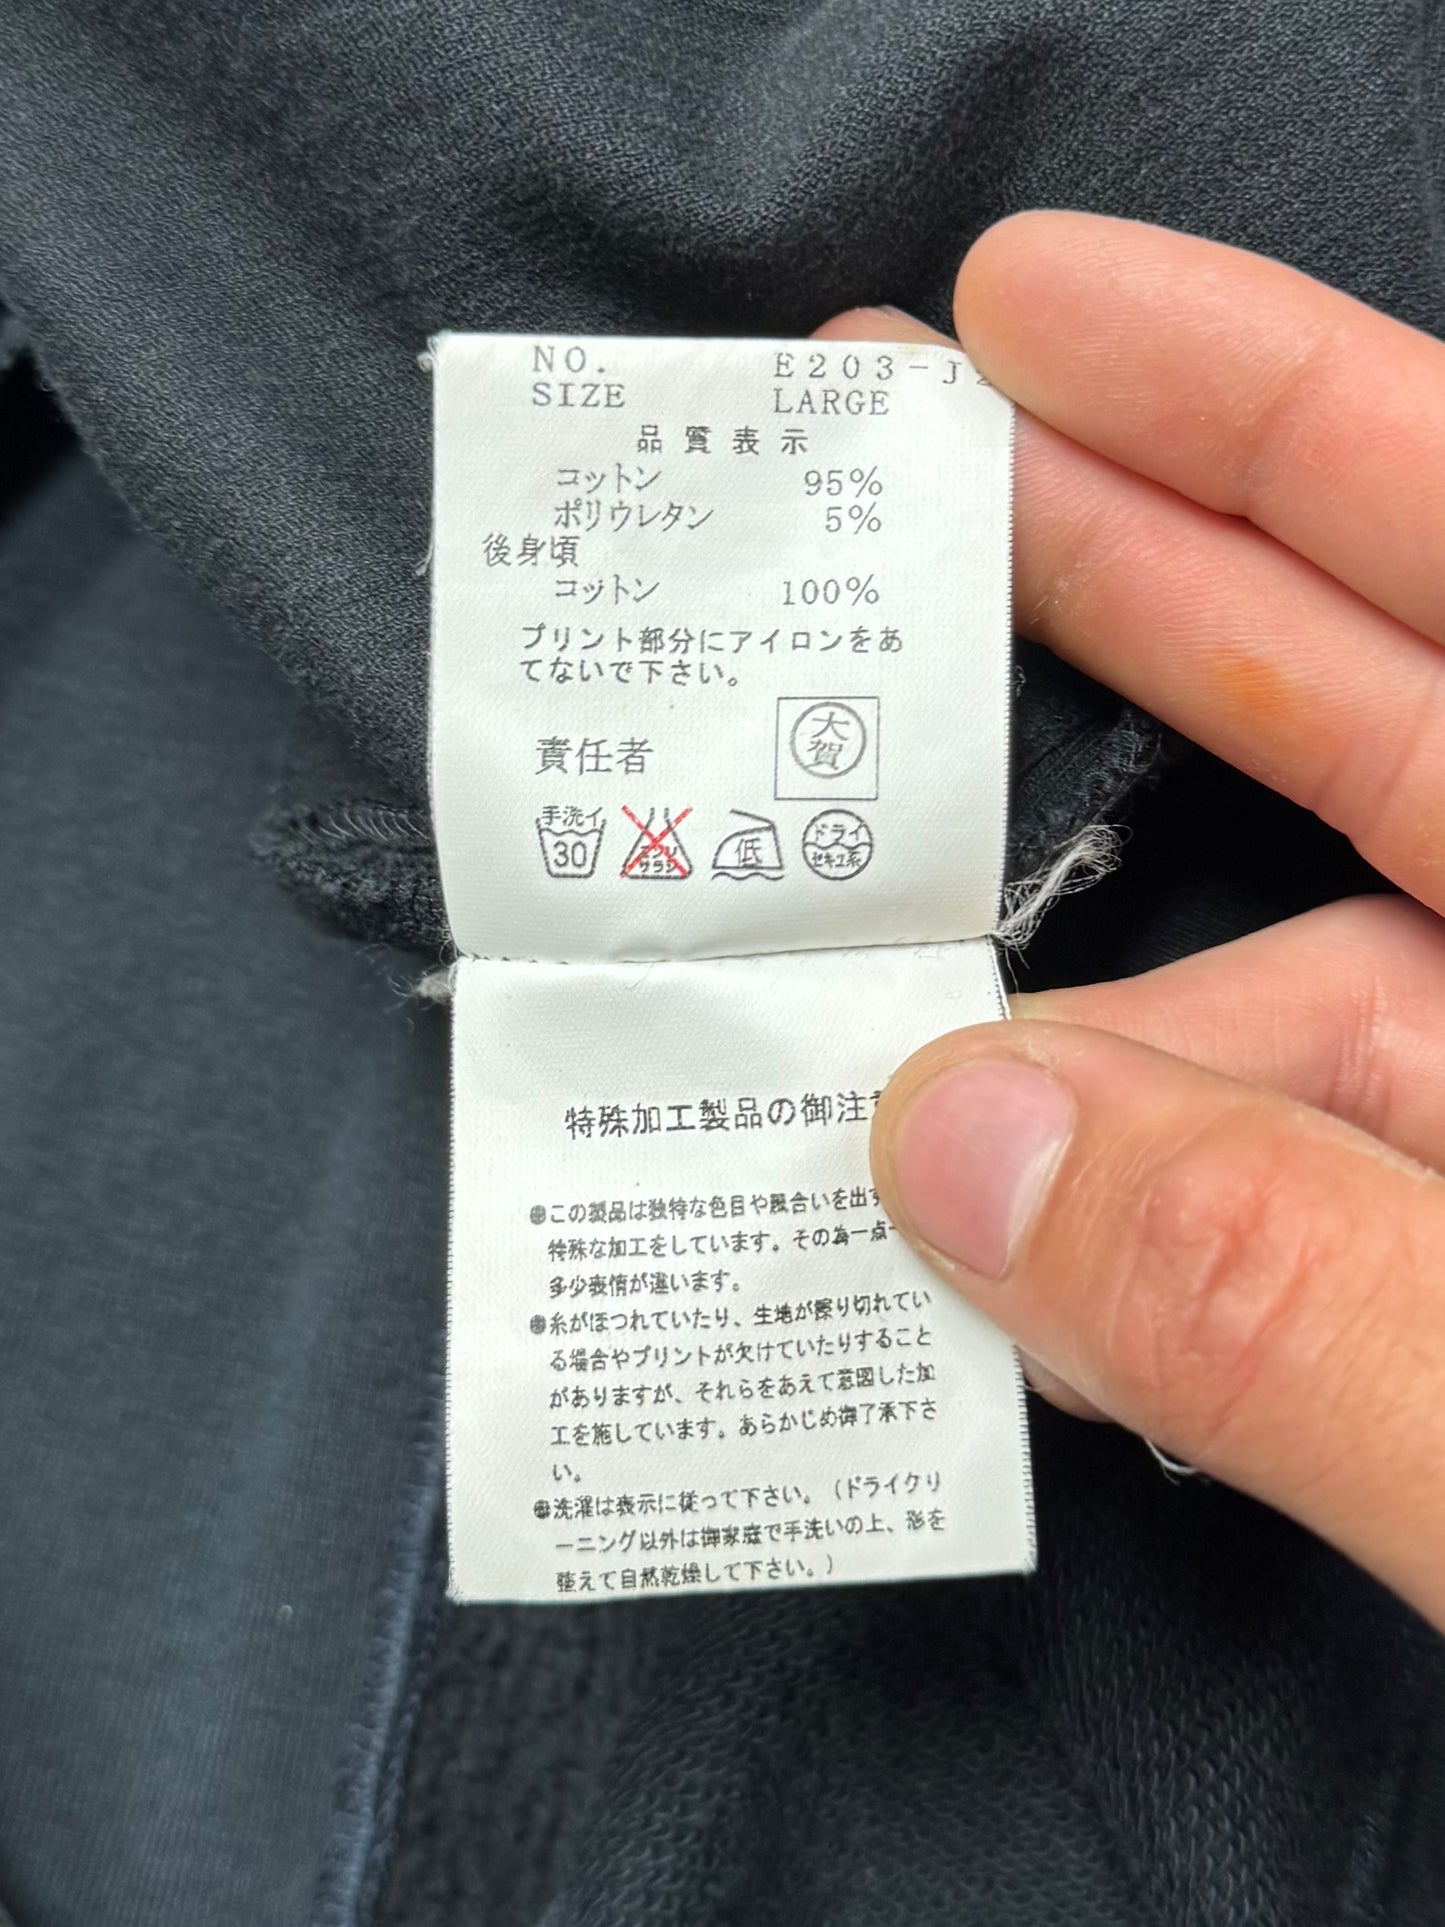 NO. E203-J
SIZE LARGE
品質表示
コットン 95%
ポリウレタン 5%
後身頃
コットン 100%
プリント部分にアイロンをあ
てないで下さい。
責任者 大賀
手洗イ 30 エンソ サラシ 低 ドライ セキユ系
特殊加工製品の御注
●この製品は独特な色目や風合いを出す
特殊な加工をしています。その為一点一
多少表情が違います。
●糸がほつれていたり、生地が擦り切れてい
る場合やプリントが欠けていたりすること
がありますが、それらをあえて意図した加
工を施しています。あらかじめ御了承下さ
い。
●洗濯は表示に従って下さい。（ドライクリ
ーニング以外は御家庭で手洗いの上、形を
整えて自然乾燥して下さい。）